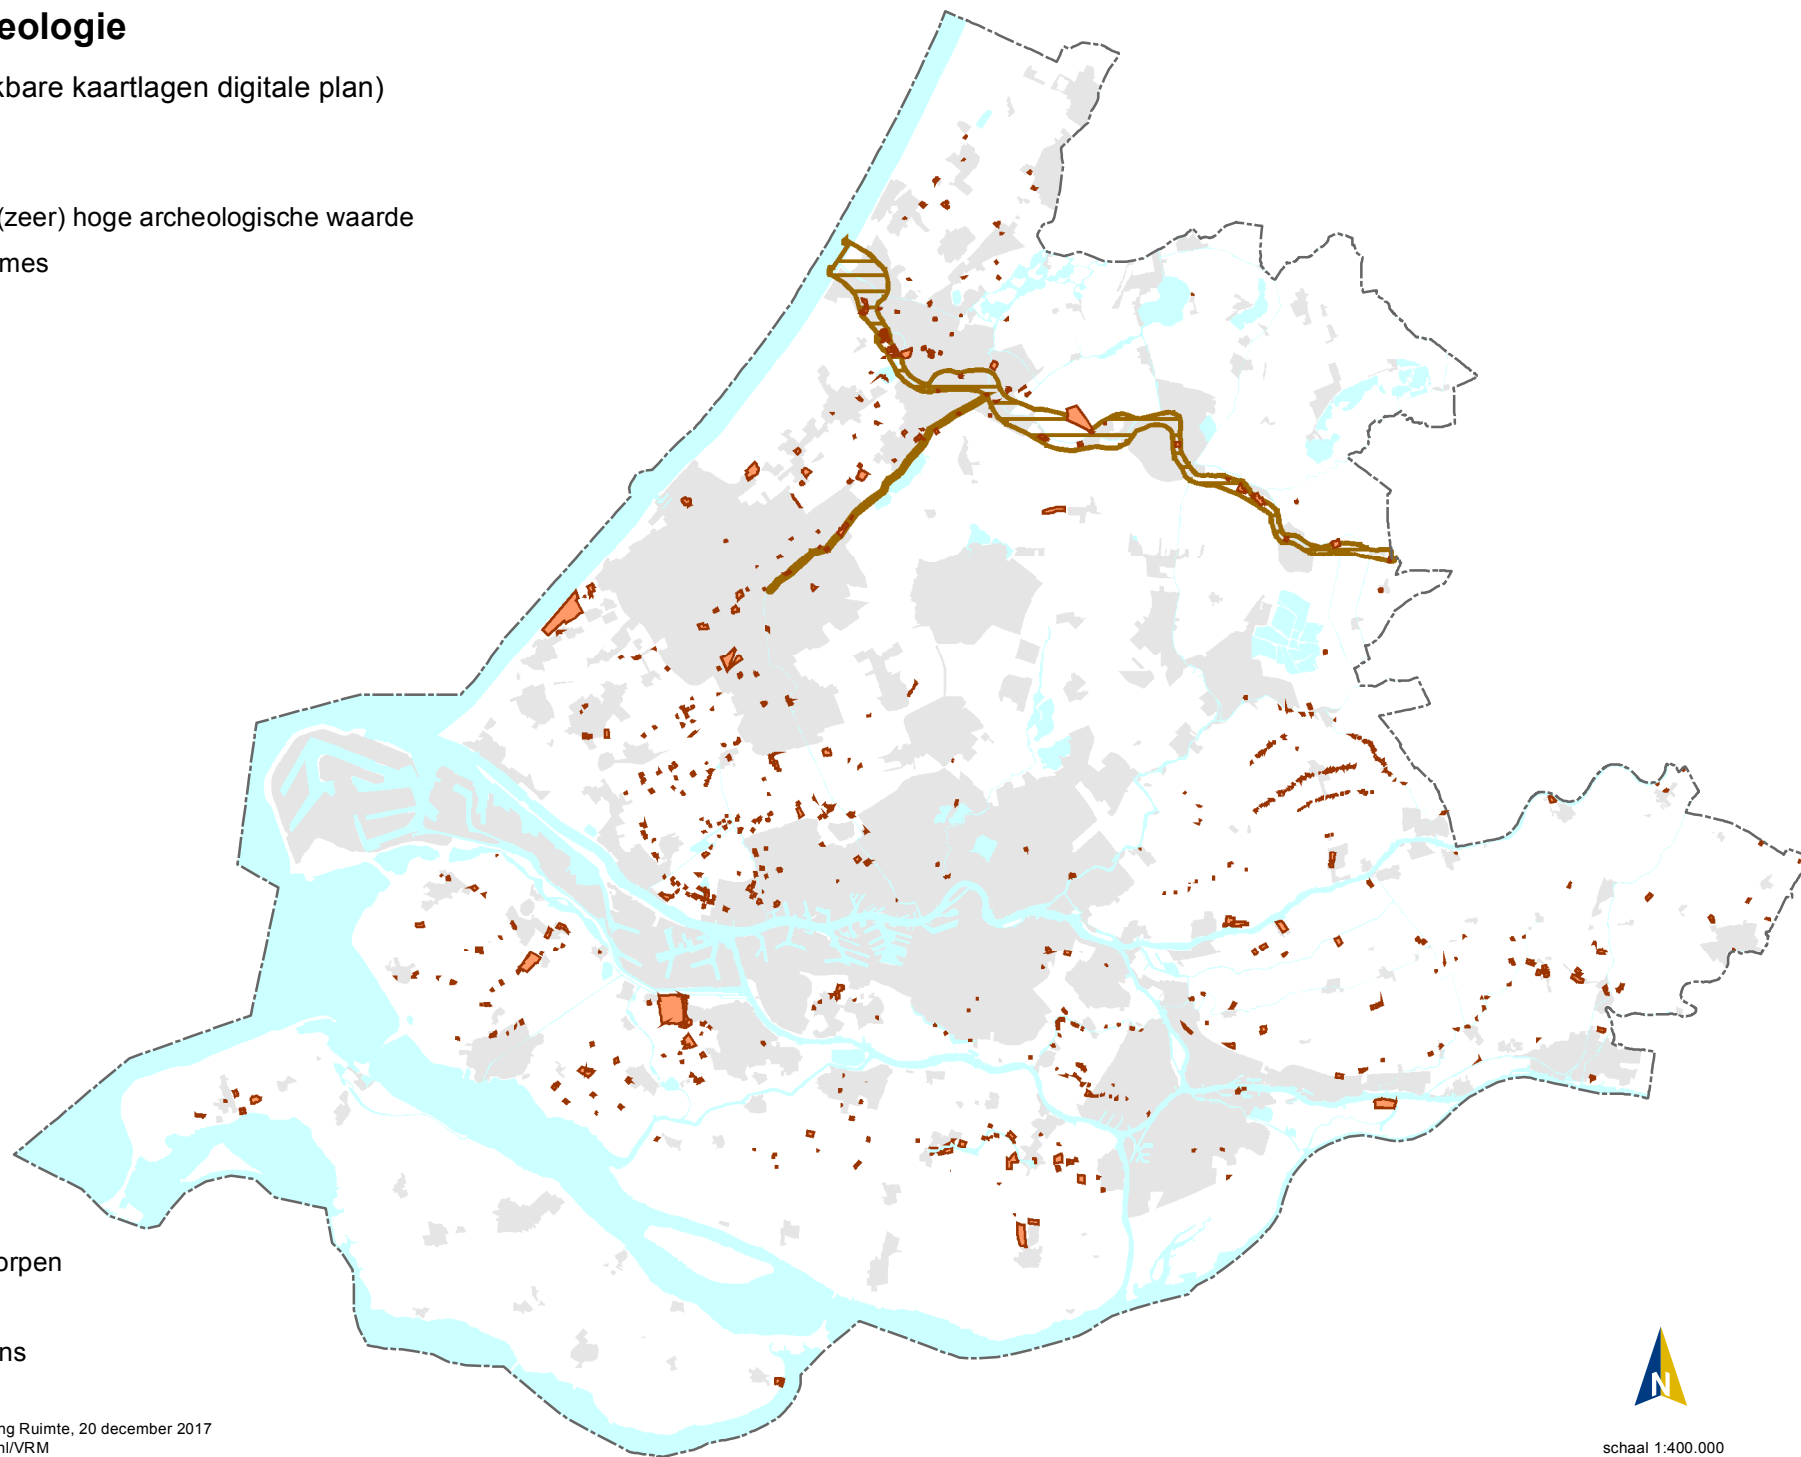 eologie
kbare kaartlagen digitale plan)
(zeer) hoge archeologische waarde
mes
orpen
ns
ng Ruimte, 20 december 2017
nl/VRM
N
schaal 1:400.000